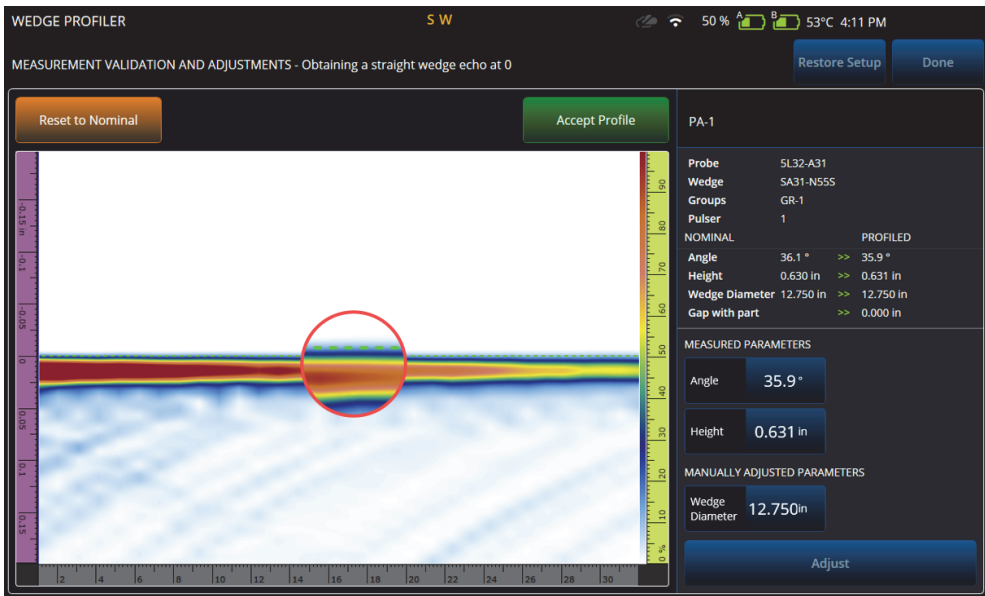 WEDGE PROFILER
S W
50 % A B 53°C 4:11 PM
MEASUREMENT VALIDATION AND ADJUSTMENTS - Obtaining a straight wedge echo at 0
Restore Setup
Done
Reset to Nominal
Accept Profile
PA-1
-0.15 in
-0.1
-0.05
0
0.05
0.1
0.15
90
80
70
60
50
40
30
20
10
0 %
2 4 6 8 10 12 14 16 18 20 22 24 26 28 30
Probe 5L32-A31
Wedge SA31-N55S
Groups GR-1
Pulser 1
NOMINAL PROFILED
Angle 36.1 ° >> 35.9 °
Height 0.630 in >> 0.631 in
Wedge Diameter 12.750 in >> 12.750 in
Gap with part >> 0.000 in
MEASURED PARAMETERS
Angle 35.9 °
Height 0.631 in
MANUALLY ADJUSTED PARAMETERS
Wedge
Diameter 12.750in
Adjust